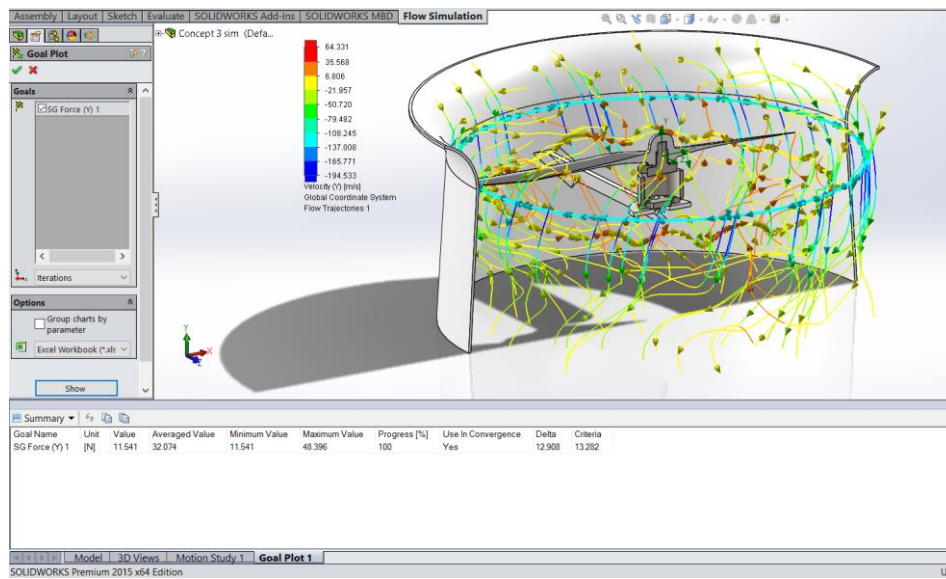 Assembly Layout Sketch Evaluate SOLIDWORKS Add-Ins SOLIDWORKS MBD Flow Simulation
Goal Plot
Concept 3 sim (Defa...
Goals
SG Force (Y) 1
Iterations
Options
Group charts by
parameter
Excel Workbook (*.xls
Show
64.331
35.568
6.806
-21.957
-50.720
-79.482
-108.245
-137.008
-165.771
-194.533
Velocity (Y) [m/s]
Global Coordinate System
Flow Trajectories 1
Y
Y
X
Z
Summary
Goal Name Unit Value Averaged Value Minimum Value Maximum Value Progress [%] Use In Convergence Delta Criteria
SG Force (Y) 1 [N] 11.541 32.074 11.541 48.396 100 Yes 12.908 13.282
Model 3D Views Motion Study 1 Goal Plot 1
SOLIDWORKS Premium 2015 x64 Edition